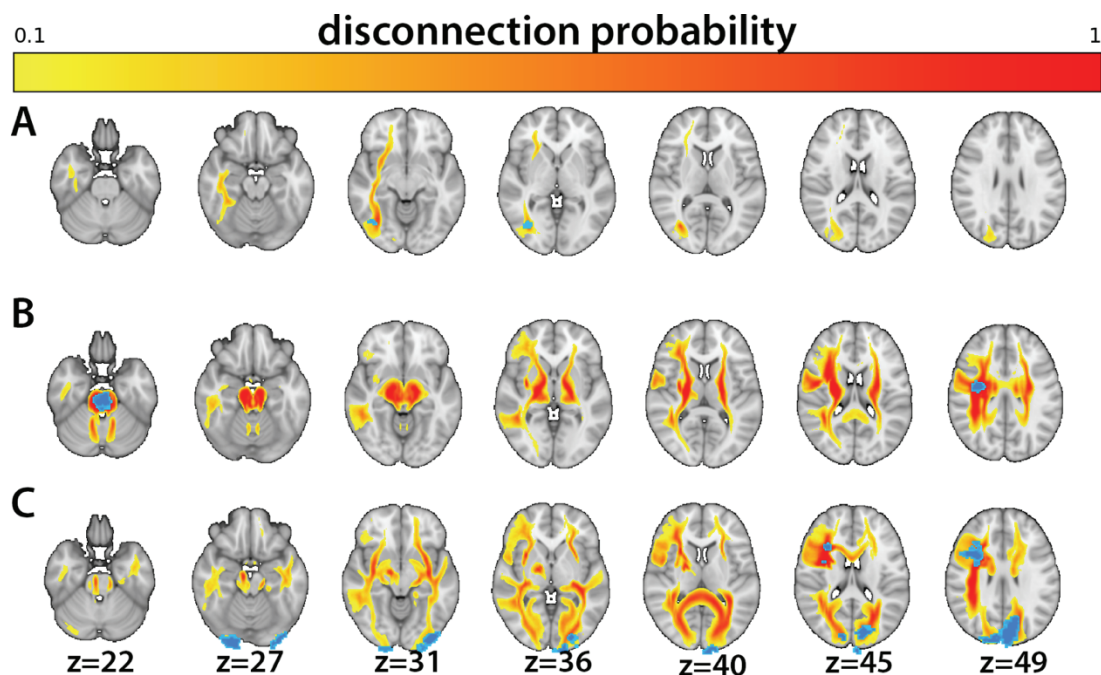 disconnection probability
0.1 1
A
B
C
z=22 z=27 z=31 z=36 z=40 z=45 z=49